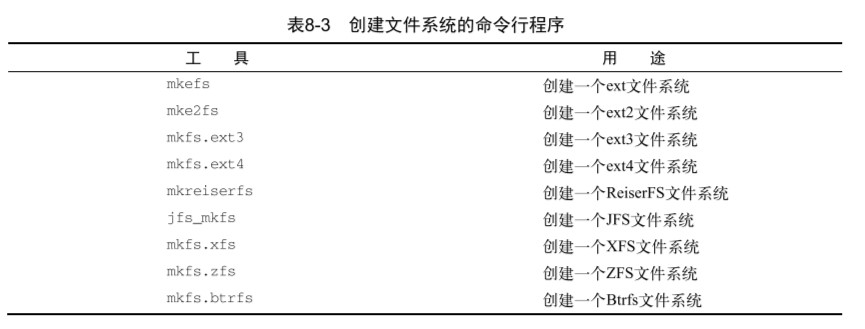 表8-3 创建文件系统的命令行程序
工 具 用 途
mkefs 创建一个ext文件系统
mke2fs 创建一个ext2文件系统
mkfs.ext3 创建一个ext3文件系统
mkfs.ext4 创建一个ext4文件系统
mkreiserfs 创建一个ReiserFS文件系统
jfs_mkfs 创建一个JFS文件系统
mkfs.xfs 创建一个XFS文件系统
mkfs.zfs 创建一个ZFS文件系统
mkfs.btrfs 创建一个Btrfs文件系统